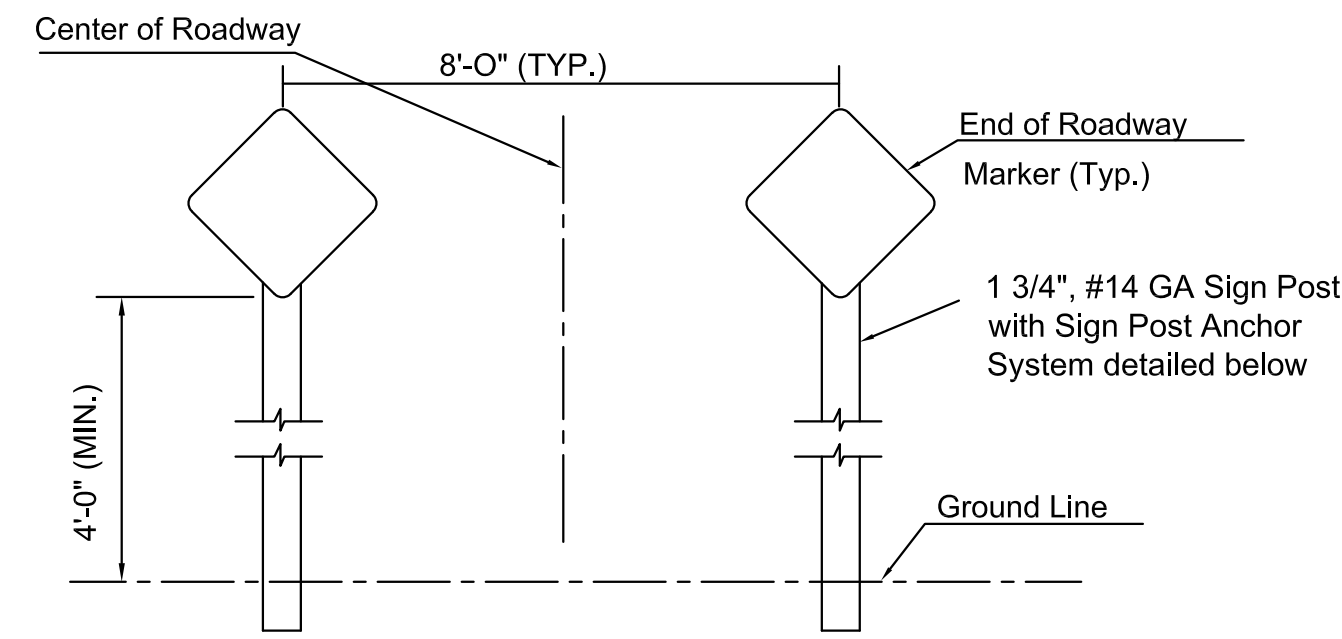 Center of Roadway
8'-O" (TYP.)
End of Roadway
Marker (Typ.)
1 3/4", #14 GA Sign Post
with Sign Post Anchor
System detailed below
4'-0" (MIN.)
Ground Line